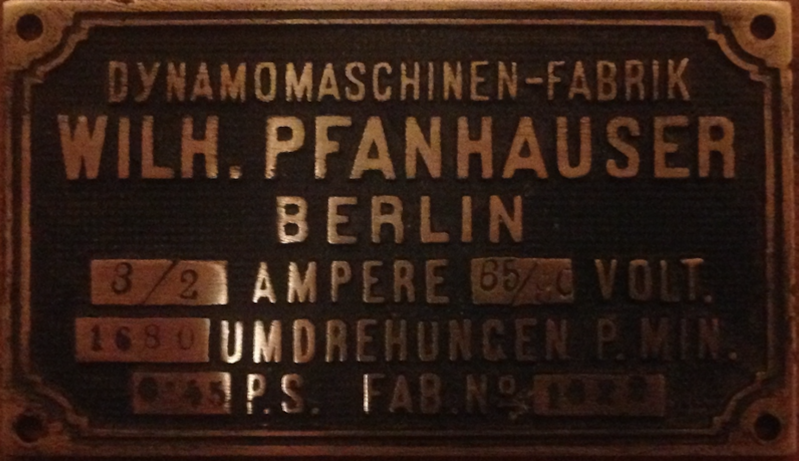 DYNAMOMASCHINEN-FABRIK
WILH. PFANHAUSER
BERLIN
3/2 AMPERE VOLT.
1680 UMDREHUNGEN P. MIN.
P.S. FAB. No